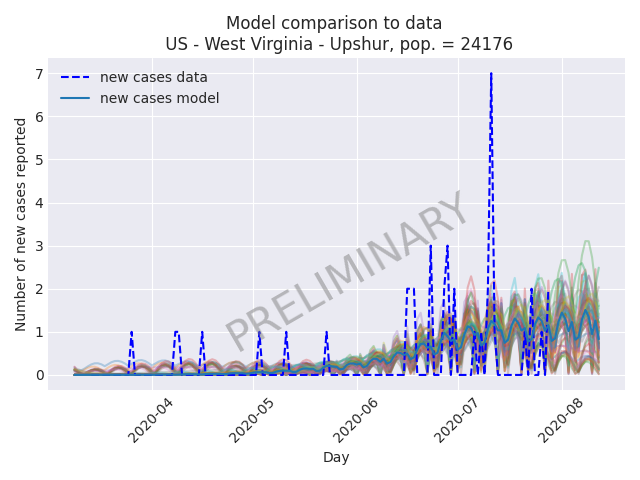 Model comparison to data
US - West Virginia - Upshur, pop. = 24176
new cases data
new cases model
PRELIMINARY
Number of new cases reported
7
6
5
4
3
2
1
0
2020-04
2020-05
2020-06
2020-07
2020-08
Day